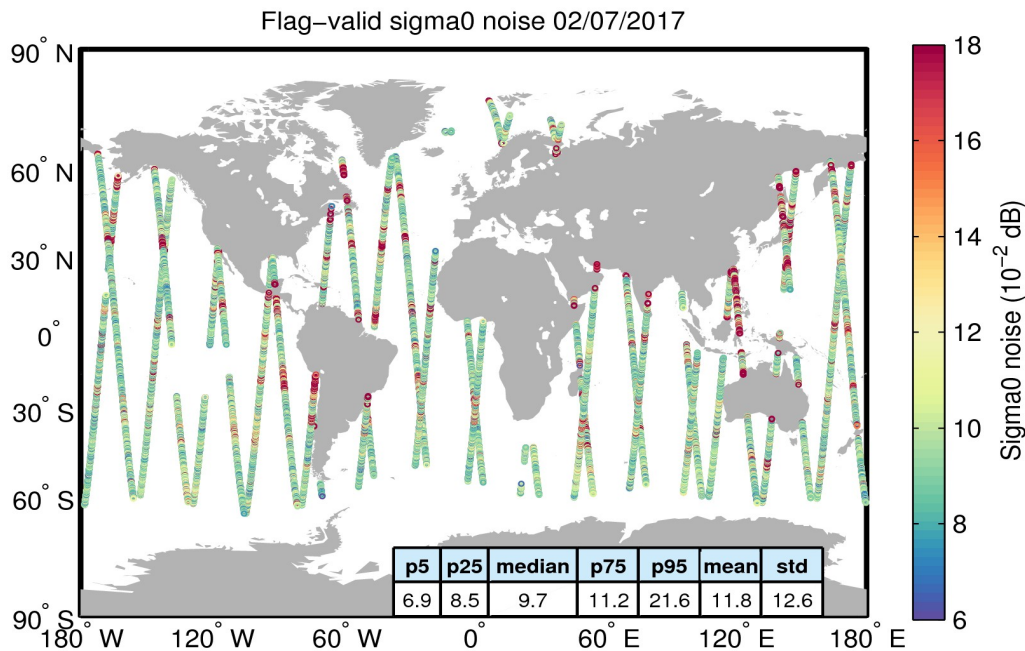 Flag−valid sigma0 noise 02/07/2017
90° N
60° N
30° N
0°
30° S
60° S
90° S
180° W 120° W 60° W 0° 60° E 120° E 180° E
p5 p25 median p75 p95 mean std
6.9 8.5 9.7 11.2 21.6 11.8 12.6
18
16
14
12
10
8
6
Sigma0 noise (10⁻² dB)